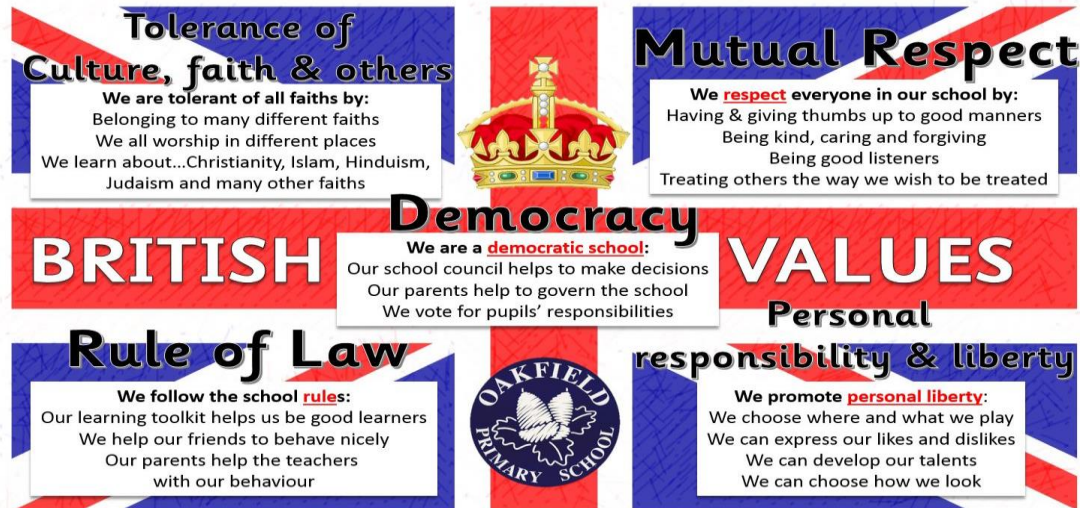 Tolerance of
Culture, faith & others
We are tolerant of all faiths by:
Belonging to many different faiths
We all worship in different places
We learn about...Christianity, Islam, Hinduism,
Judaism and many other faiths
Mutual Respect
We respect everyone in our school by:
Having & giving thumbs up to good manners
Being kind, caring and forgiving
Being good listeners
Treating others the way we wish to be treated
BRITISH
Democracy
We are a democratic school:
Our school council helps to make decisions
Our parents help to govern the school
We vote for pupils’ responsibilities
VALUES
Rule of Law
We follow the school rules:
Our learning toolkit helps us be good learners
We help our friends to behave nicely
Our parents help the teachers
with our behaviour
OAKFIELD
PRIMARY SCHOOL
Personal
responsibility & liberty
We promote personal liberty:
We choose where and what we play
We can express our likes and dislikes
We can develop our talents
We can choose how we look